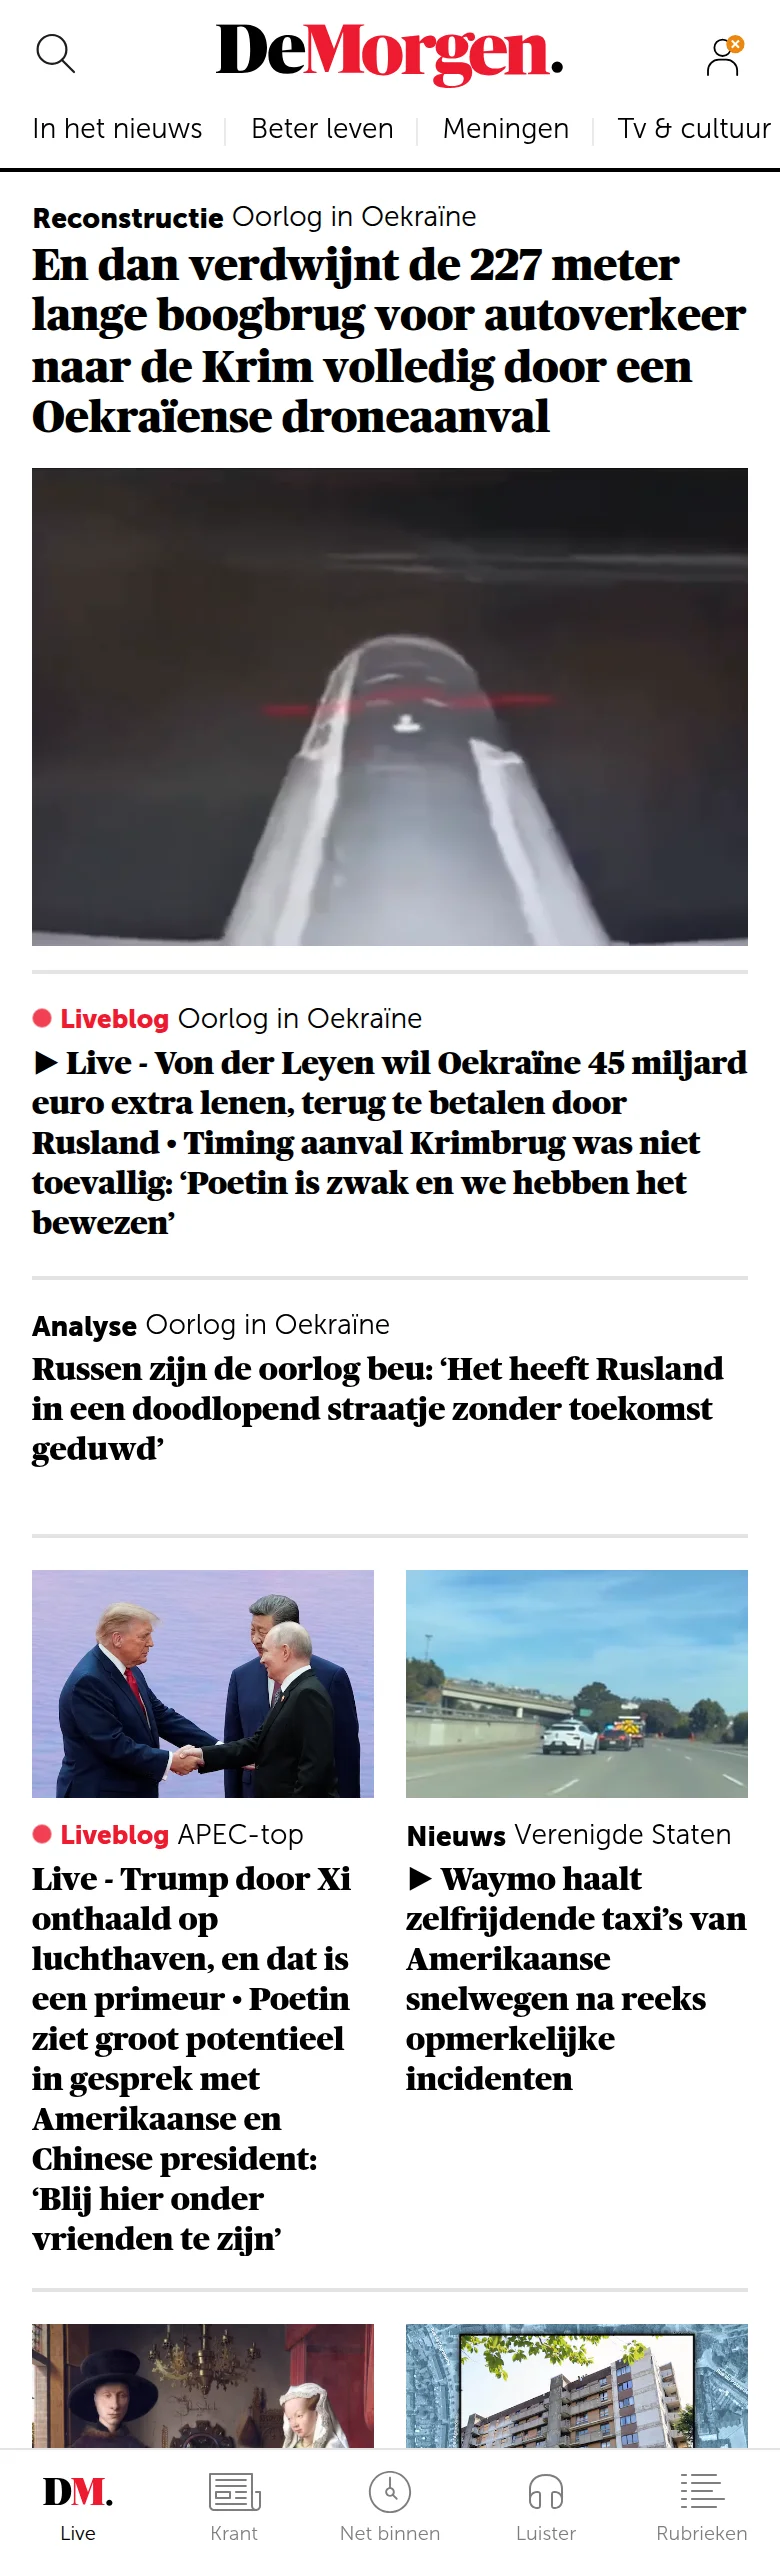 DeMorgen.
In het nieuws
Beter leven
Meningen
Tv & cultuur
Reconstructie Oorlog in Oekraïne
En dan verdwijnt de 227 meter
lange boogbrug voor autoverkeer
naar de Krim volledig door een
Oekraïense droneaanval
Liveblog Oorlog in Oekraïne
▶ Live - Von der Leyen wil Oekraïne 45 miljard
euro extra lenen, terug te betalen door
Rusland • Timing aanval Krimbrug was niet
toevallig: ‘Poetin is zwak en we hebben het
bewezen’
Analyse Oorlog in Oekraïne
Russen zijn de oorlog beu: ‘Het heeft Rusland
in een doodlopend straatje zonder toekomst
geduwd’
Liveblog APEC-top
Live - Trump door Xi
onthaald op
luchthaven, en dat is
een primeur • Poetin
ziet groot potentieel
in gesprek met
Amerikaanse en
Chinese president:
‘Blij hier onder
vrienden te zijn’
Nieuws Verenigde Staten
▶ Waymo haalt
zelfrijdende taxi’s van
Amerikaanse
snelwegen na reeks
opmerkelijke
incidenten
DM.
Live
Krant
Net binnen
Luister
Rubrieken